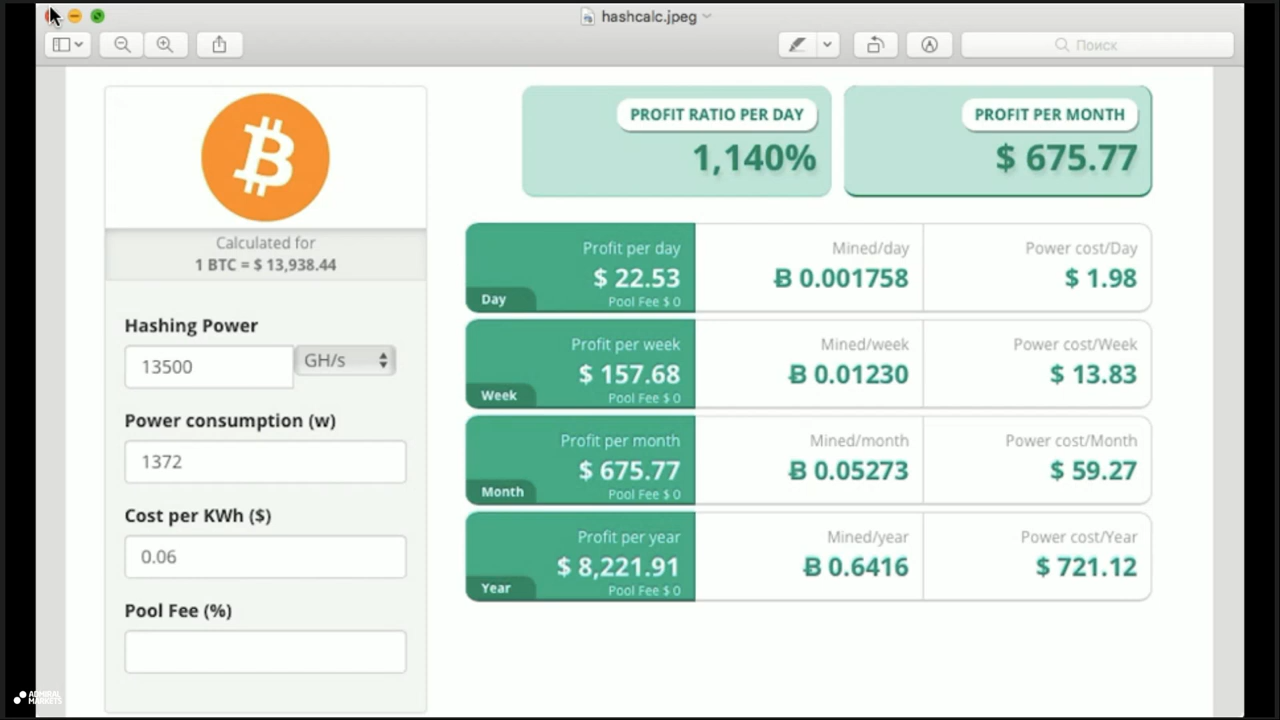 hashcalc.jpeg
Поиск
Calculated for
1 BTC = $ 13,938.44
Hashing Power
13500 GH/s
Power consumption (w)
1372
Cost per KWh ($)
0.06
Pool Fee (%)
PROFIT RATIO PER DAY
1,140%
PROFIT PER MONTH
$ 675.77
Profit per day Mined/day Power cost/Day
$ 22.53 Ƀ 0.001758 $ 1.98
Day Pool Fee $ 0
Profit per week Mined/week Power cost/Week
$ 157.68 Ƀ 0.01230 $ 13.83
Week Pool Fee $ 0
Profit per month Mined/month Power cost/Month
$ 675.77 Ƀ 0.05273 $ 59.27
Month Pool Fee $ 0
Profit per year Mined/year Power cost/Year
$ 8,221.91 Ƀ 0.6416 $ 721.12
Year Pool Fee $ 0
ADMIRAL
MARKETS